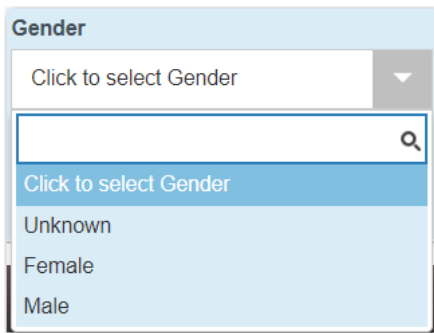 Gender
Click to select Gender
Click to select Gender
Unknown
Female
Male